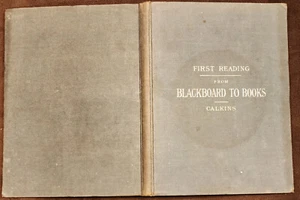 FIRST READING
FROM
BLACKBOARD TO BOOKS
CALKINS